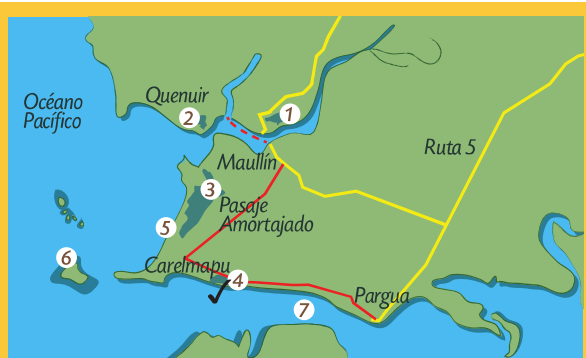 Océano
Pacífico
Quenuir
2
1
Maullín
Ruta 5
3
Pasaje
Amortajado
5
6
Carelmapu
4
7
Pargua